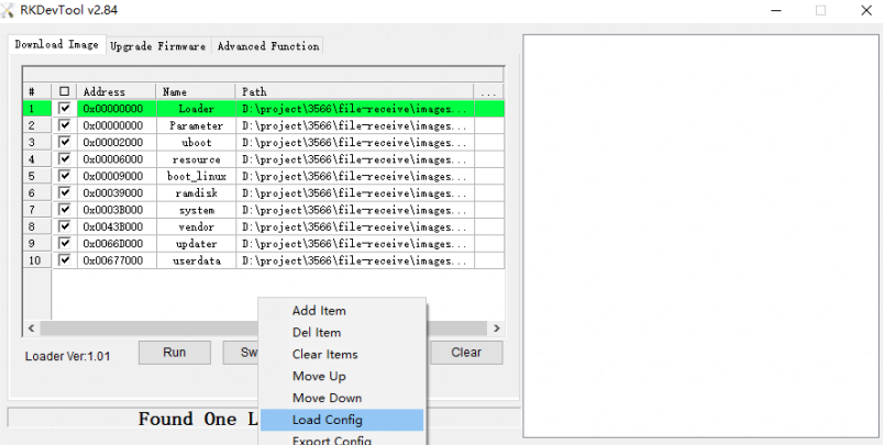 RKDevTool v2.84
Download Image Upgrade Firmware Advanced Function
# Address Name Path ...
1 0x00000000 Loader D:\project\3566\file-receive\images...
2 0x00000000 Parameter D:\project\3566\file-receive\images...
3 0x00002000 uboot D:\project\3566\file-receive\images...
4 0x00006000 resource D:\project\3566\file-receive\images...
5 0x00009000 boot_linux D:\project\3566\file-receive\images...
6 0x00039000 ramdisk D:\project\3566\file-receive\images...
7 0x0003B000 system D:\project\3566\file-receive\images...
8 0x0043B000 vendor D:\project\3566\file-receive\images...
9 0x0066D000 updater D:\project\3566\file-receive\images...
10 0x00677000 userdata D:\project\3566\file-receive\images...
Add Item
Del Item
Clear Items
Move Up
Move Down
Load Config
Export Config
Loader Ver:1.01 Run Sw Clear
Found One L